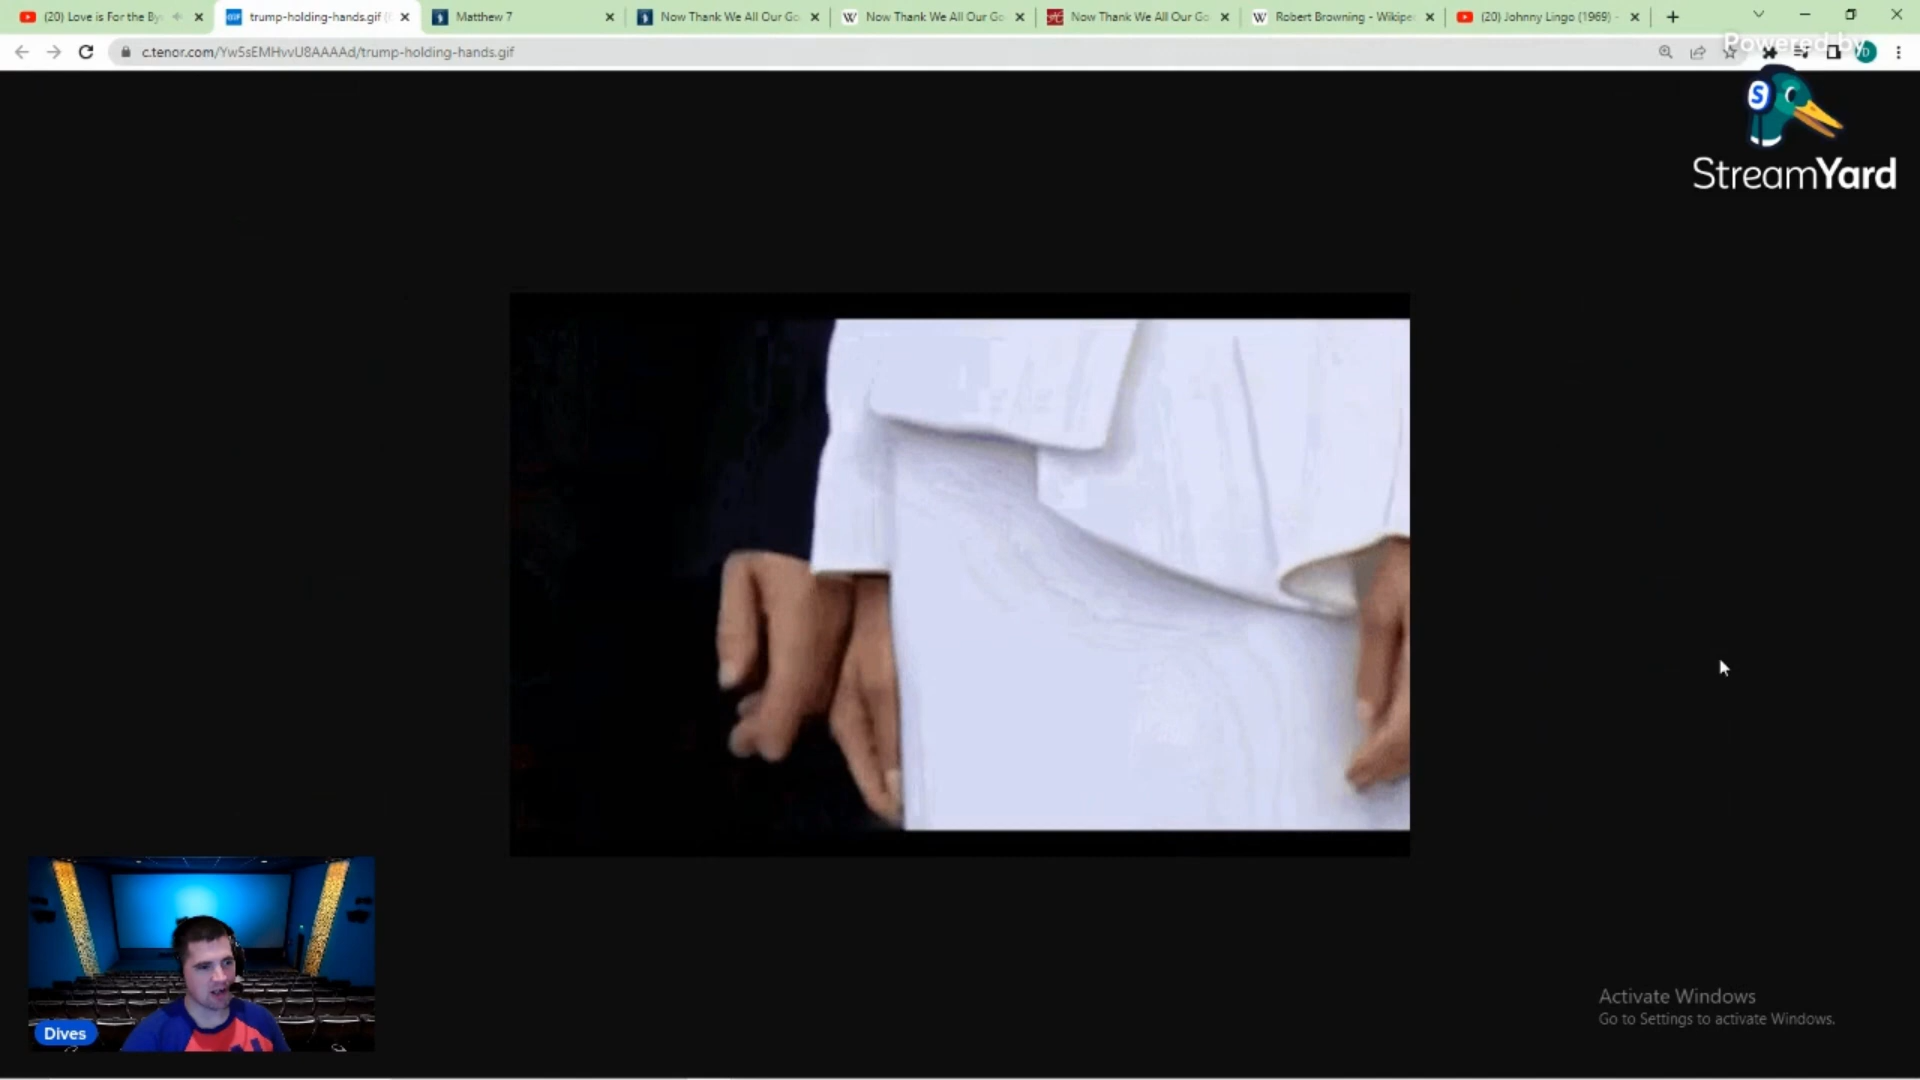 (20) Love is For the By
trump-holding-hands.gif (
Matthew 7
Now Thank We All Our Go
W Now Thank We All Our Go
Now Thank We All Our Go
W Robert Browning - Wikipe
(20) Johnny Lingo (1969) -
c.tenor.com/Yw5sEMHvvU8AAAAd/trump-holding-hands.gif
Powered by
D
S
StreamYard
Activate Windows
Go to Settings to activate Windows.
Dives